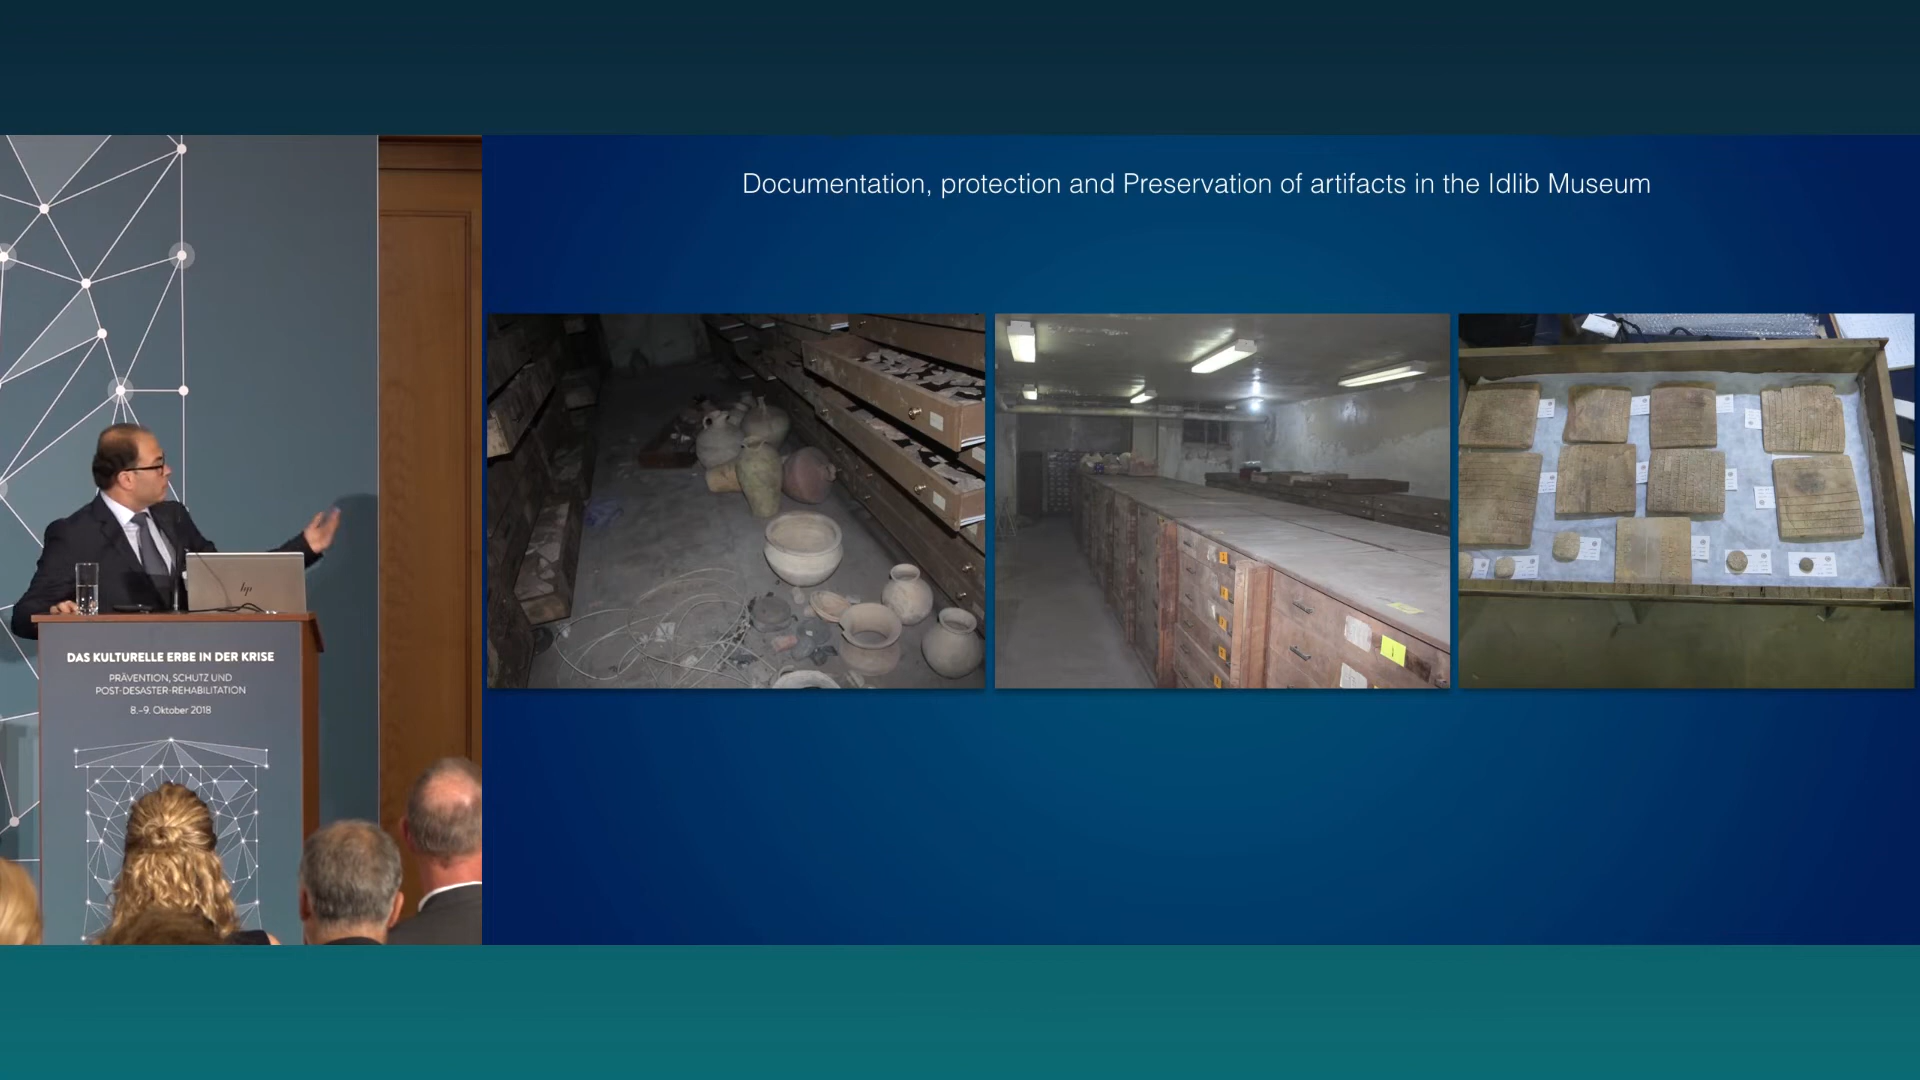 Documentation, protection and Preservation of artifacts in the Idlib Museum
hp
DAS KULTURELLE ERBE IN DER KRISE
PRÄVENTION, SCHUTZ UND
POST-DESASTER-REHABILITATION
8.–9. Oktober 2018